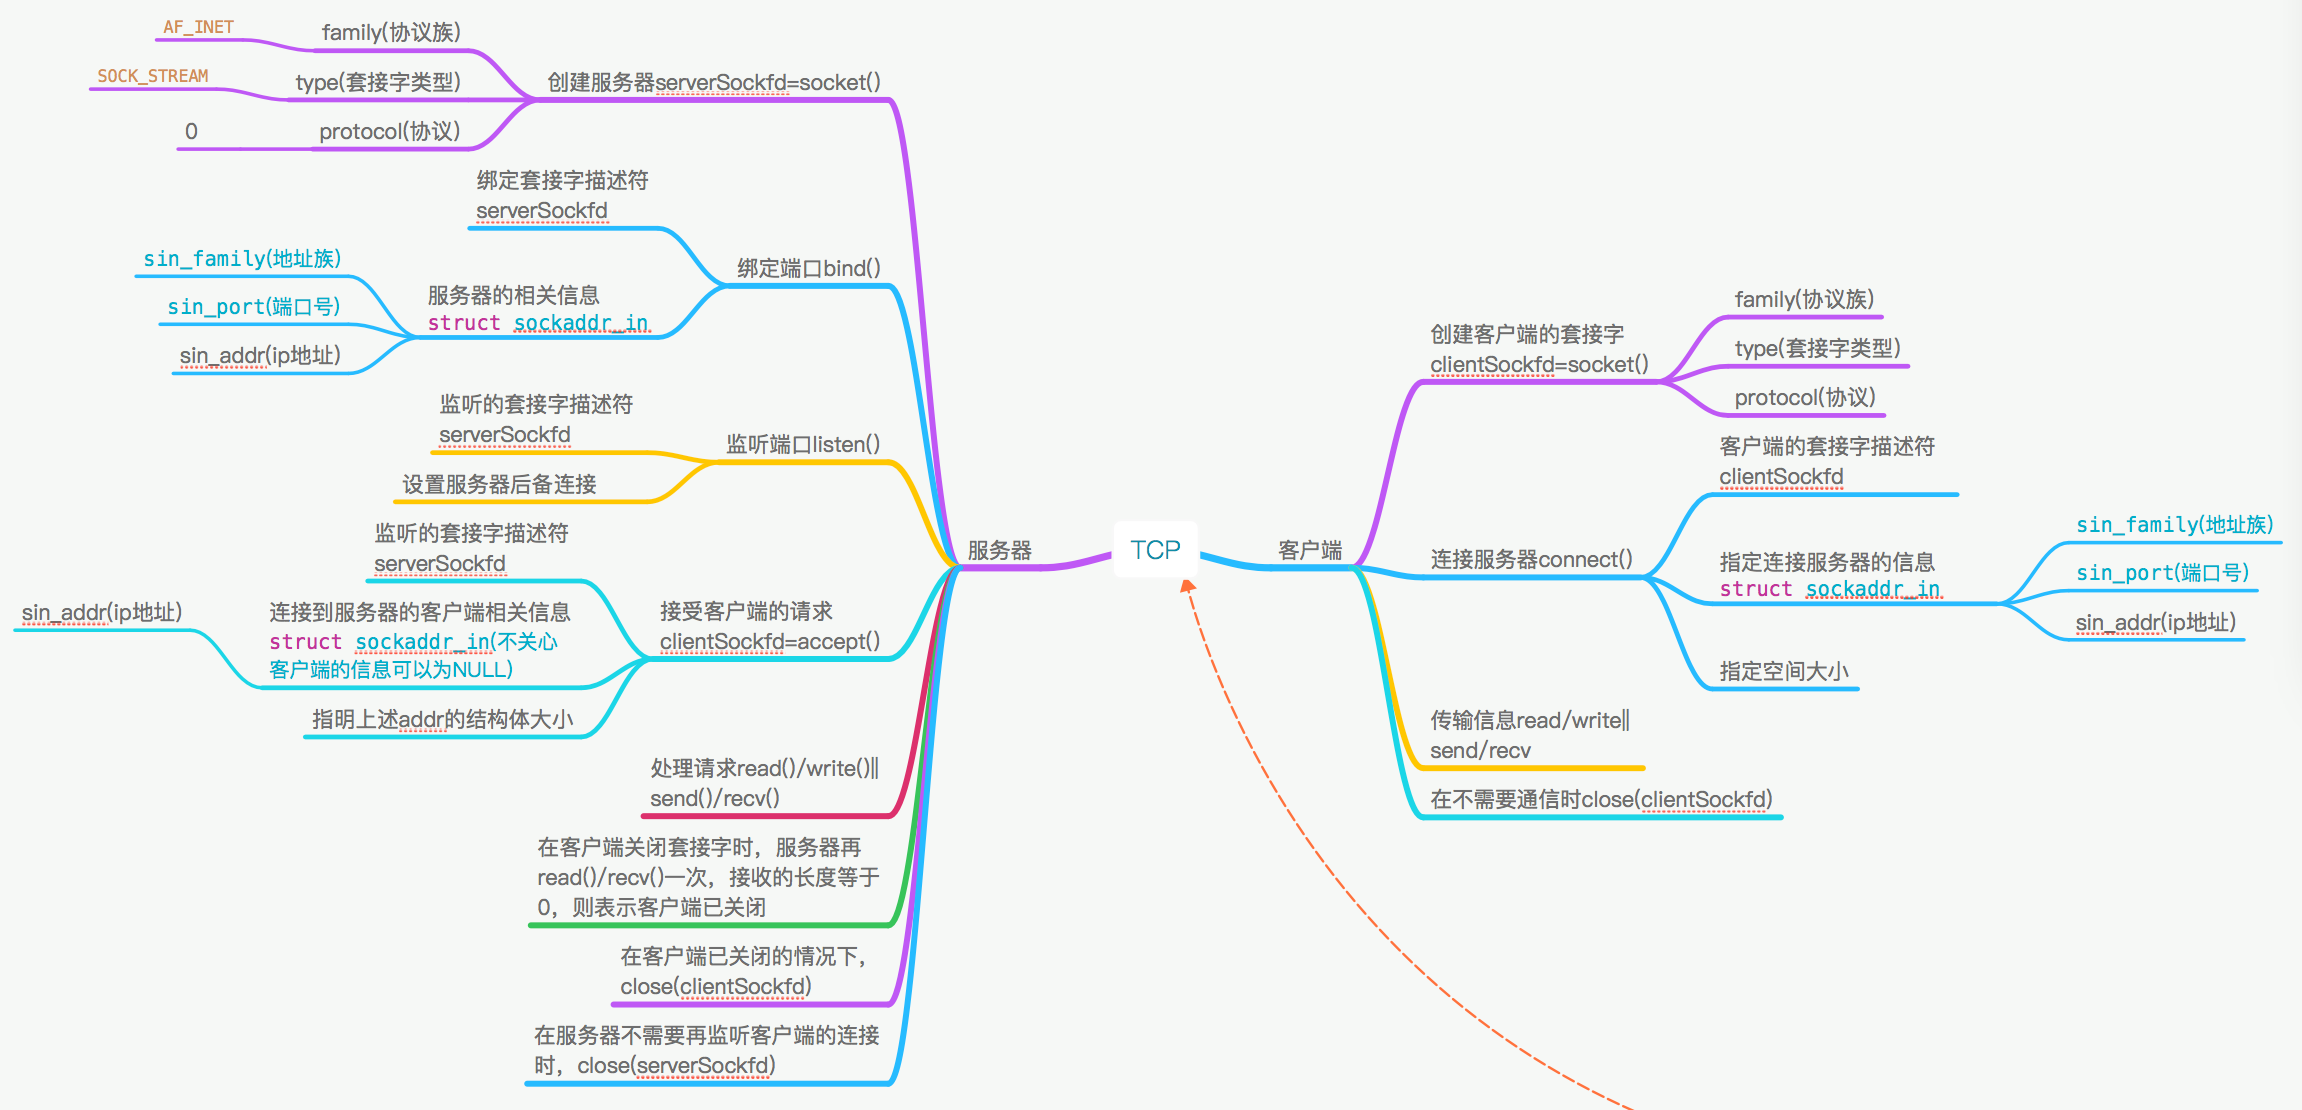 TCP
服务器
创建服务器serverSockfd=socket()
family(协议族)
AF_INET
type(套接字类型)
SOCK_STREAM
protocol(协议)
0
绑定端口bind()
绑定套接字描述符
serverSockfd
服务器的相关信息
struct sockaddr_in
sin_family(地址族)
sin_port(端口号)
sin_addr(ip地址)
监听端口listen()
监听的套接字描述符
serverSockfd
设置服务器后备连接
接受客户端的请求
clientSockfd=accept()
监听的套接字描述符
serverSockfd
连接到服务器的客户端相关信息
struct sockaddr_in(不关心
客户端的信息可以为NULL)
sin_addr(ip地址)
指明上述addr的结构体大小
处理请求read()/write()||
send()/recv()
在客户端关闭套接字时，服务器再
read()/recv()一次，接收的长度等于
0，则表示客户端已关闭
在客户端已关闭的情况下，
close(clientSockfd)
在服务器不需要再监听客户端的连接
时，close(serverSockfd)
客户端
创建客户端的套接字
clientSockfd=socket()
family(协议族)
type(套接字类型)
protocol(协议)
连接服务器connect()
客户端的套接字描述符
clientSockfd
指定连接服务器的信息
struct sockaddr_in
sin_family(地址族)
sin_port(端口号)
sin_addr(ip地址)
指定空间大小
传输信息read/write||
send/recv
在不需要通信时close(clientSockfd)